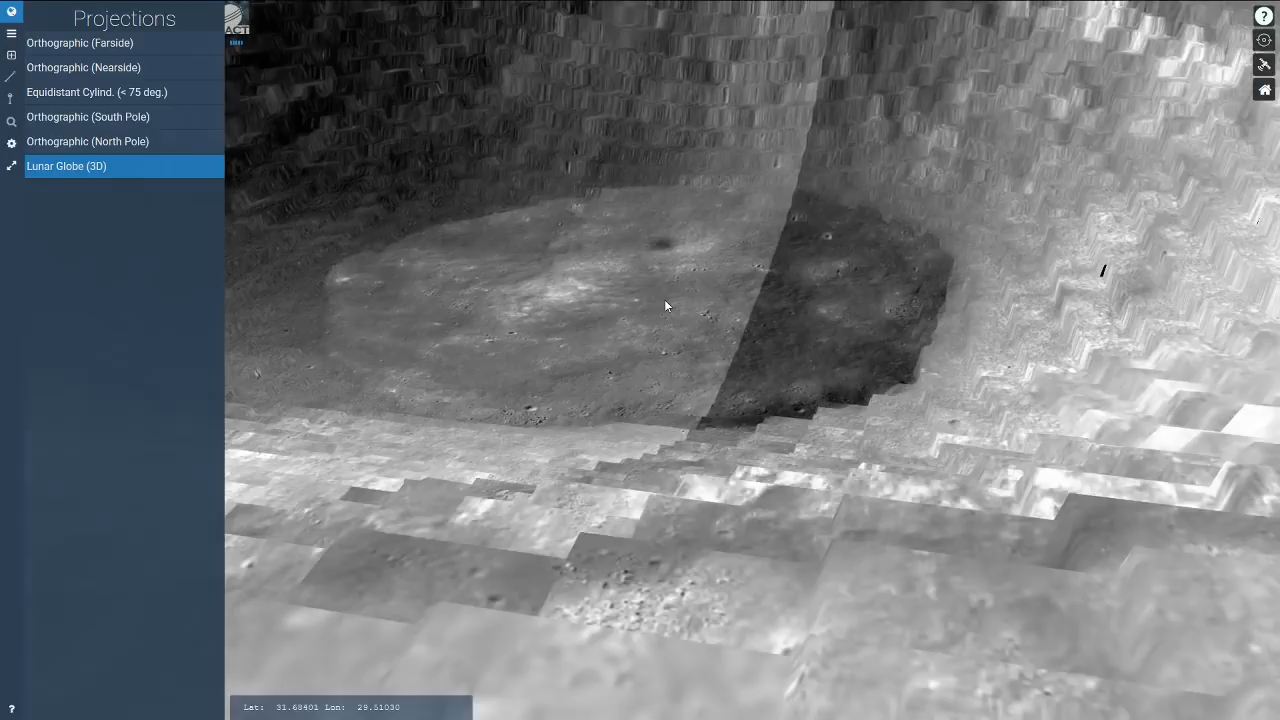 Projections
ACT
Orthographic (Farside)
Orthographic (Nearside)
Equidistant Cylind. (< 75 deg.)
Orthographic (South Pole)
Orthographic (North Pole)
Lunar Globe (3D)
?
?
Lat: 31.68401 Lon: 29.51030